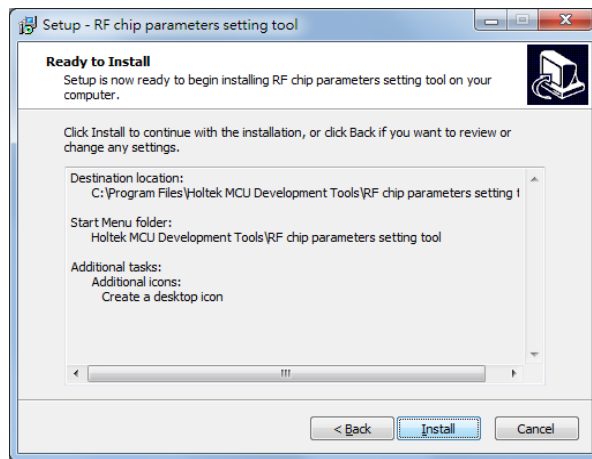 Setup - RF chip parameters setting tool
Ready to Install
Setup is now ready to begin installing RF chip parameters setting tool on your
computer.
Click Install to continue with the installation, or click Back if you want to review or
change any settings.
Destination location:
C:\Program Files\Holtek MCU Development Tools\RF chip parameters setting t
Start Menu folder:
Holtek MCU Development Tools\RF chip parameters setting tool
Additional tasks:
Additional icons:
Create a desktop icon
< Back
Install
Cancel